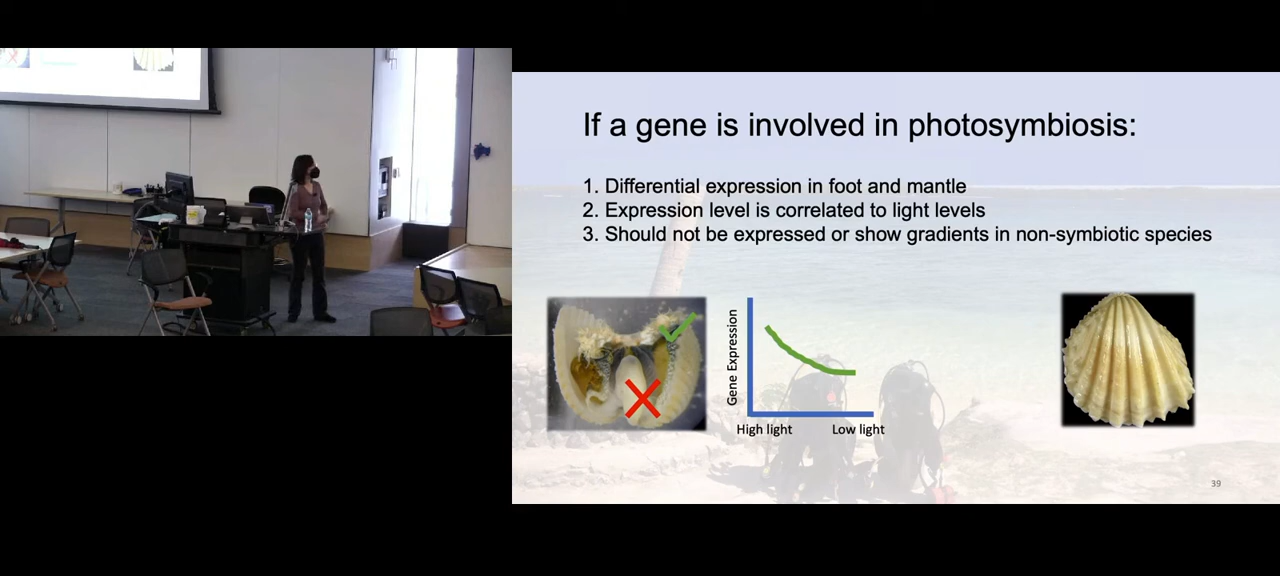 If a gene is involved in photosymbiosis:
1. Differential expression in foot and mantle
2. Expression level is correlated to light levels
3. Should not be expressed or show gradients in non-symbiotic species
Gene Expression
High light
Low light
39